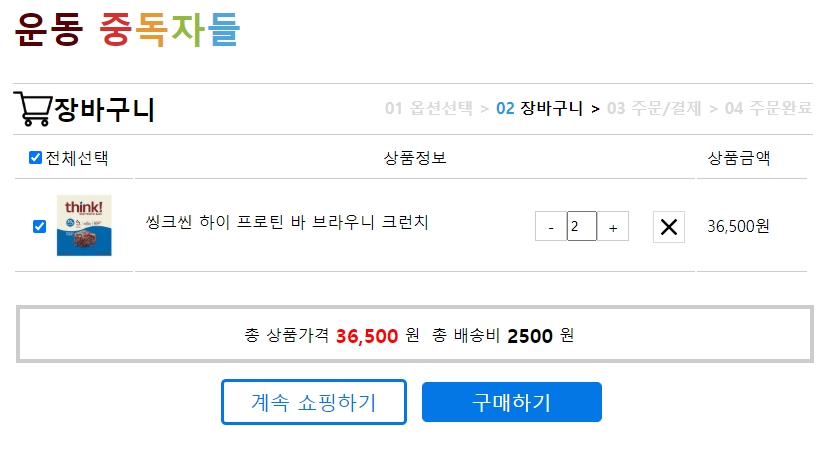 운동 중독자들
장바구니 01 옵션선택 > 02 장바구니 > 03 주문/결제 > 04 주문완료
전체선택 상품정보 상품금액
think!
씽크씬 하이 프로틴 바 브라우니 크런치 - 2 + 36,500원
총 상품가격 36,500 원 총 배송비 2500 원
계속 쇼핑하기 구매하기